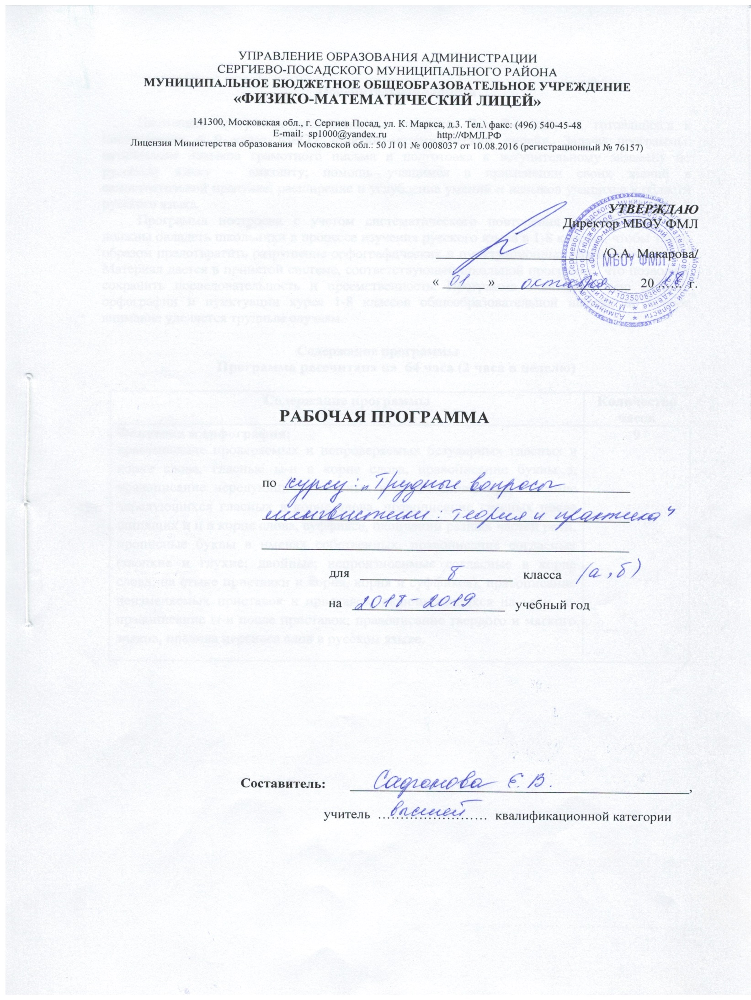 УПРАВЛЕНИЕ ОБРАЗОВАНИЯ АДМИНИСТРАЦИИ
СЕРГИЕВО-ПОСАДСКОГО МУНИЦИПАЛЬНОГО РАЙОНА
МУНИЦИПАЛЬНОЕ БЮДЖЕТНОЕ ОБЩЕОБРАЗОВАТЕЛЬНОЕ УЧРЕЖДЕНИЕ
«ФИЗИКО-МАТЕМАТИЧЕСКИЙ ЛИЦЕЙ»
141300, Московская обл., г. Сергиев Посад, ул. К. Маркса, д.3. Тел.\ факс: (496) 540-45-48
E-mail: sp1000@yandex.ru http://ФМЛ.РФ
Лицензия Министерства образования Московской обл.: 50 Л 01 № 0008037 от 10.08.2016 (регистрационный № 76157)
УТВЕРЖДАЮ
Директор МБОУ ФМЛ
/О.А. Макарова/
МБОУ ФМЛ
« 01 » октября 2018 г.
РАБОЧАЯ ПРОГРАММА
по курсу: „Трудные вопросы
лингвистики: теория и практика"
для 8 класса (а, б)
на 2018-2019 учебный год
Составитель: Сафонова Е.В.,
учитель высшей квалификационной категории